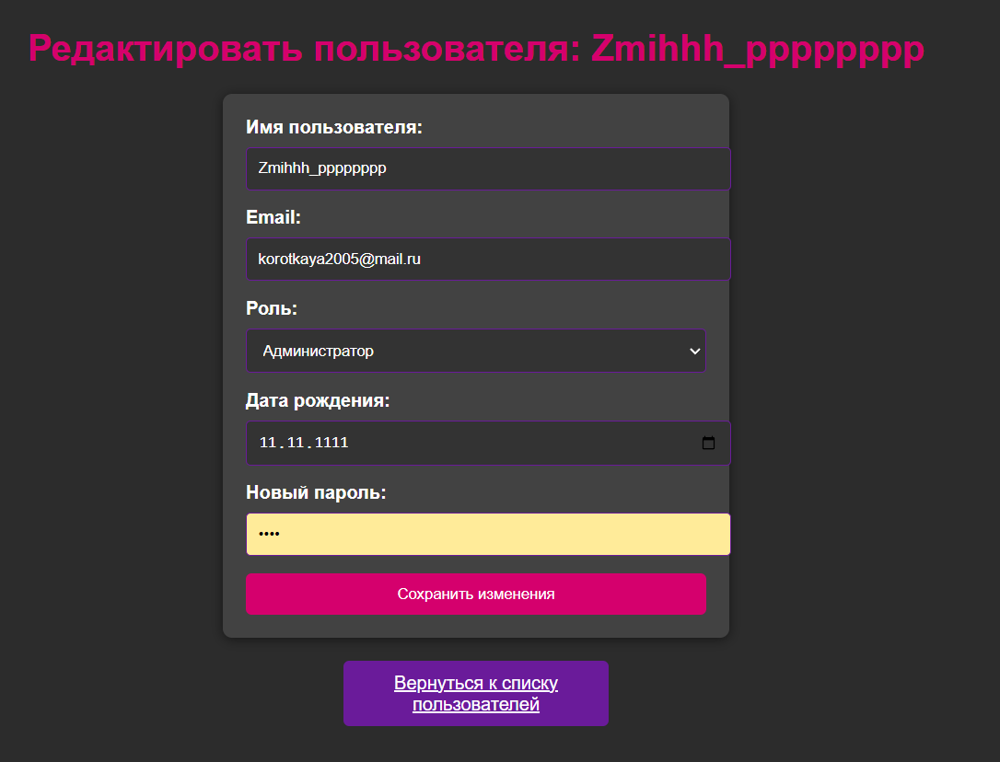 Редактировать пользователя: Zmihhh_pppppppp
Имя пользователя:
Zmihhh_pppppppp
Email:
korotkaya2005@mail.ru
Роль:
Администратор
Дата рождения:
11.11.1111
Новый пароль:
••••
Сохранить изменения
Вернуться к списку
пользователей